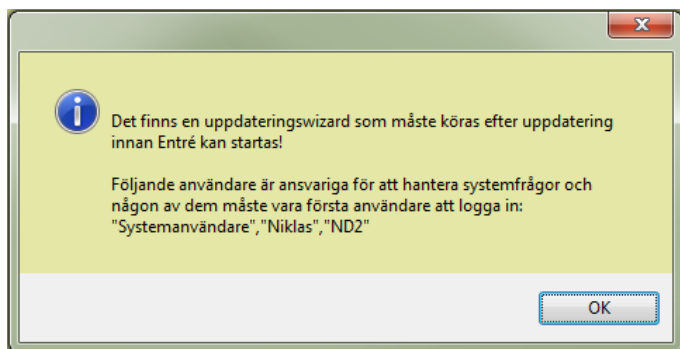 Det finns en uppdateringswizard som måste köras efter uppdatering
innan Entré kan startas!
Följande användare är ansvariga för att hantera systemfrågor och
någon av dem måste vara första användare att logga in:
"Systemanvändare","Niklas","ND2"
OK